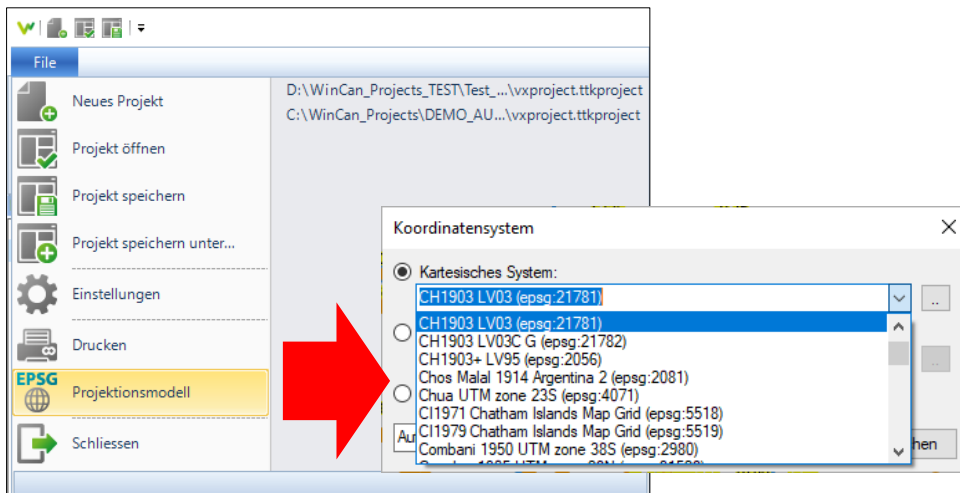 File
Neues Projekt
Projekt öffnen
Projekt speichern
Projekt speichern unter...
Einstellungen
Drucken
EPSG
Projektionsmodell
Schliessen
D:\WinCan_Projects_TEST\Test_...\vxproject.ttkproject
C:\WinCan_Projects\DEMO_AU...\vxproject.ttkproject
Koordinatensystem
Kartesisches System:
CH1903 LV03 (epsg:21781)
..
CH1903 LV03 (epsg:21781)
CH1903 LV03C G (epsg:21782)
CH1903+ LV95 (epsg:2056)
Chos Malal 1914 Argentina 2 (epsg:2081)
Chua UTM zone 23S (epsg:4071)
CI1971 Chatham Islands Map Grid (epsg:5518)
CI1979 Chatham Islands Map Grid (epsg:5519)
Combani 1950 UTM zone 38S (epsg:2980)
..